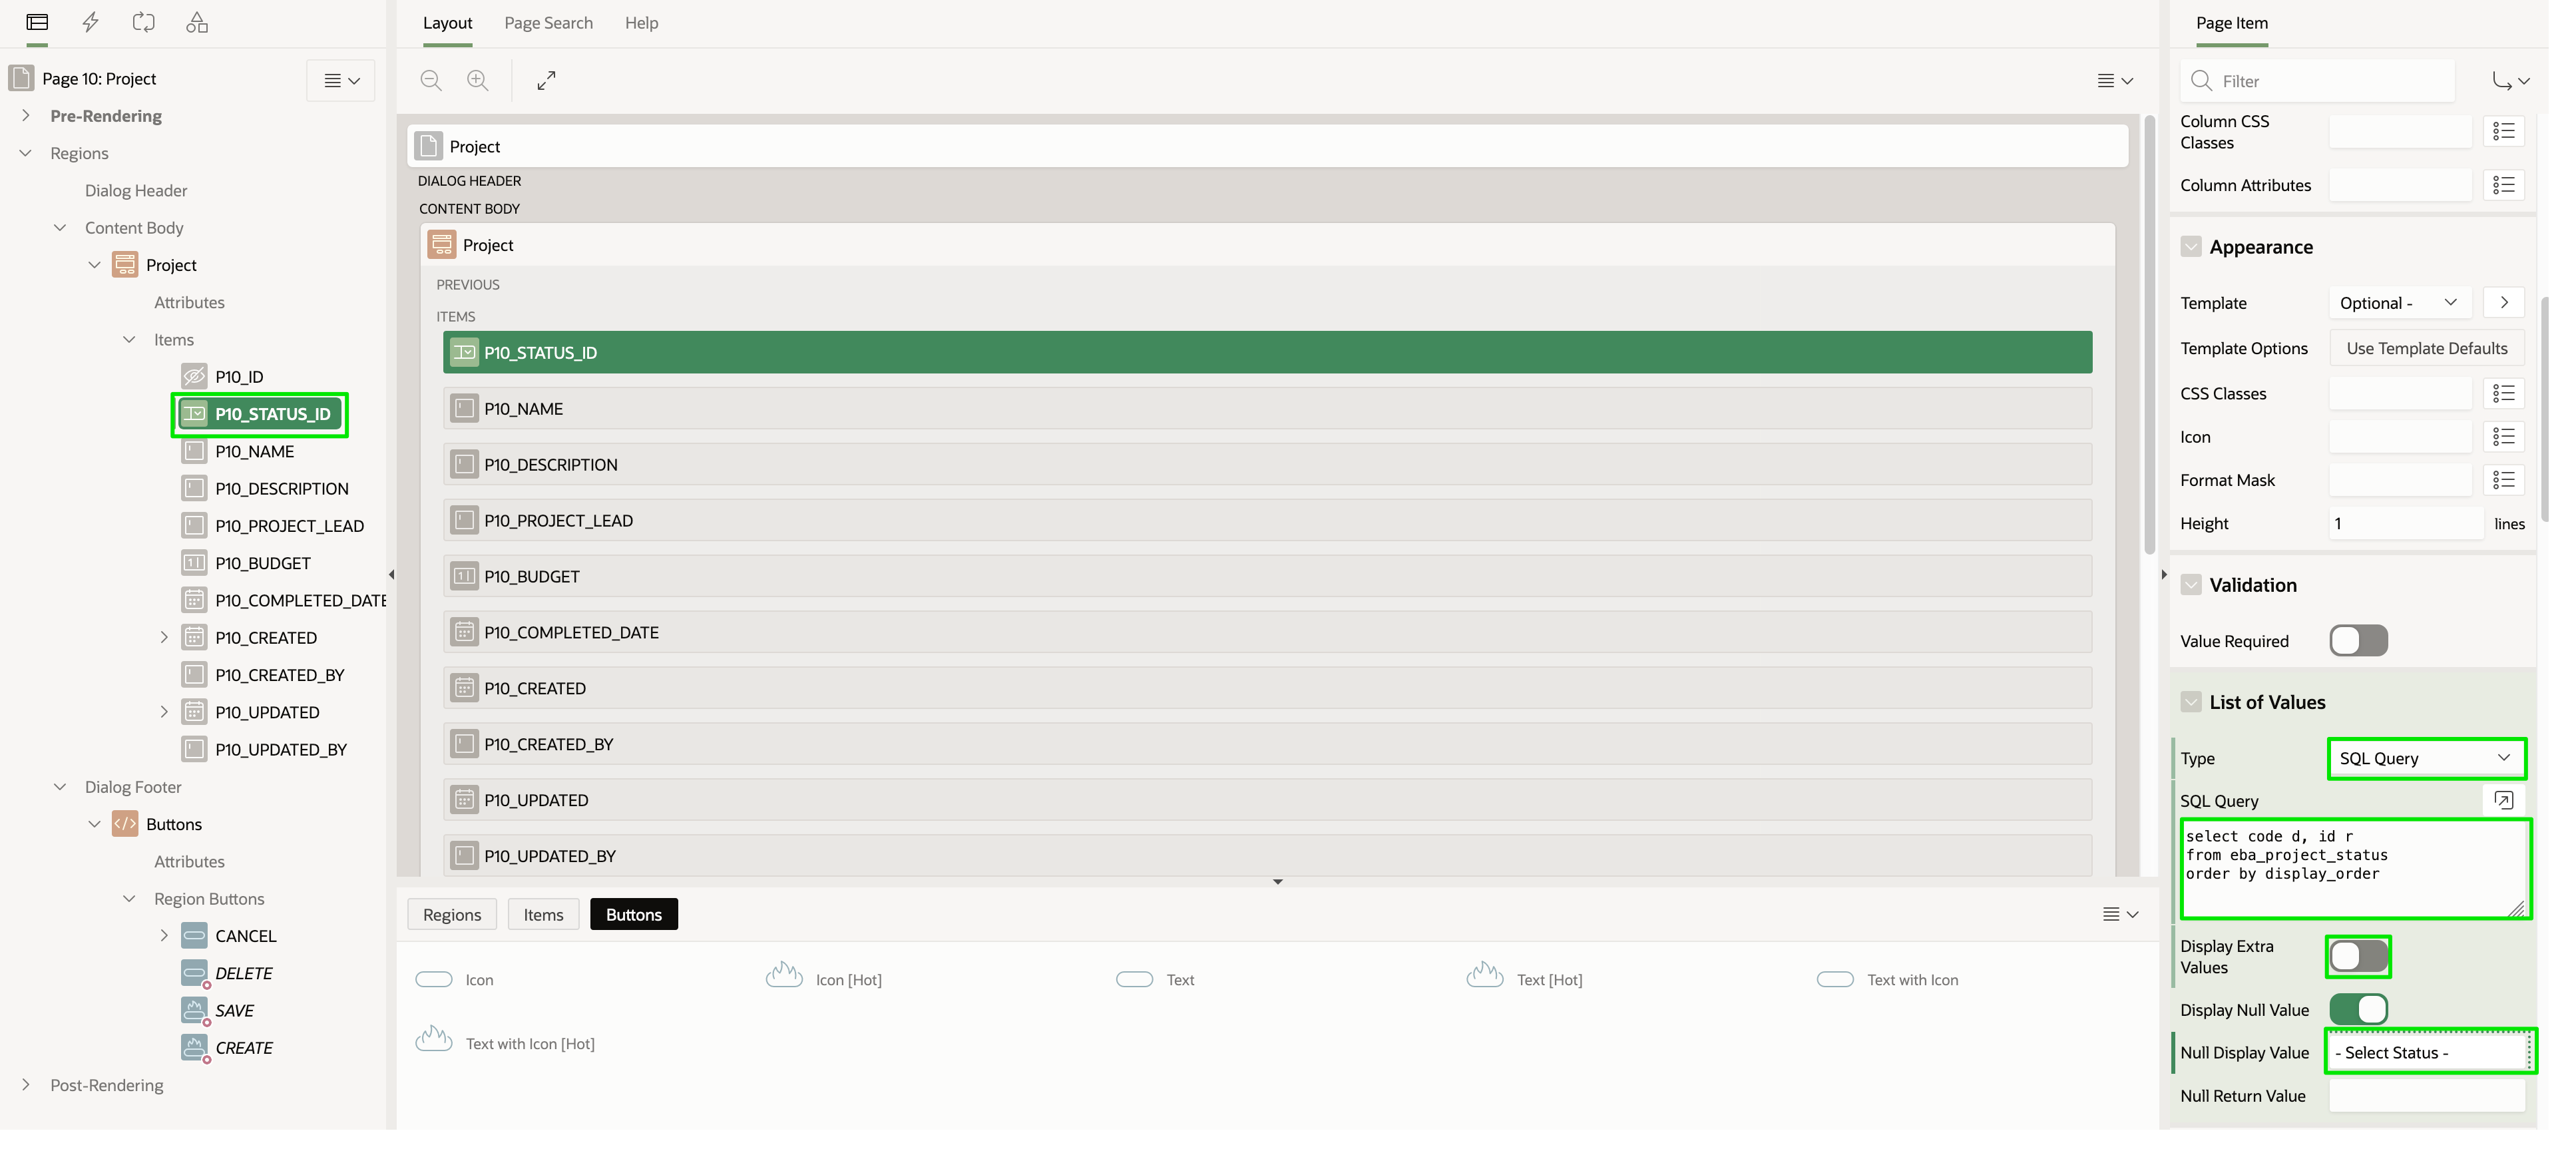 Page 10: Project
Pre-Rendering
Regions
Dialog Header
Content Body
Project
Attributes
Items
P10_ID
P10_STATUS_ID
P10_NAME
P10_DESCRIPTION
P10_PROJECT_LEAD
P10_BUDGET
P10_COMPLETED_DATE
P10_CREATED
P10_CREATED_BY
P10_UPDATED
P10_UPDATED_BY
Dialog Footer
Buttons
Attributes
Region Buttons
CANCEL
DELETE
SAVE
CREATE
Post-Rendering
Layout Page Search Help
Project
DIALOG HEADER
CONTENT BODY
Project
PREVIOUS
ITEMS
P10_STATUS_ID
P10_NAME
P10_DESCRIPTION
P10_PROJECT_LEAD
P10_BUDGET
P10_COMPLETED_DATE
P10_CREATED
P10_CREATED_BY
P10_UPDATED
P10_UPDATED_BY
Regions Items Buttons
Icon Icon [Hot] Text Text [Hot] Text with Icon
Text with Icon [Hot]
Page Item
Filter
Column CSS
Classes
Column Attributes
Appearance
Template Optional -
Template Options Use Template Defaults
CSS Classes
Icon
Format Mask
Height 1 lines
Validation
Value Required
List of Values
Type SQL Query
SQL Query
select code d, id r
from eba_project_status
order by display_order
Display Extra
Values
Display Null Value
Null Display Value - Select Status -
Null Return Value